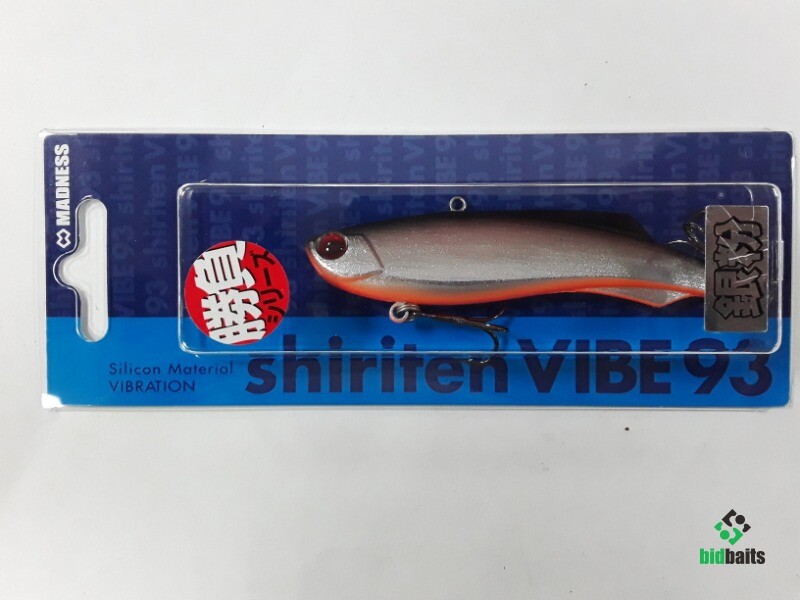 MADNESS
勝負
シリーズ
銀粉
Silicon Material
VIBRATION
shiriten VIBE 93
bidbaits